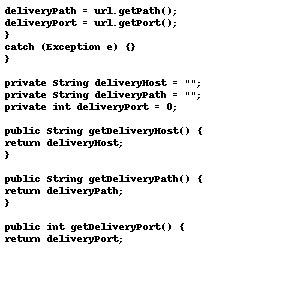 deliveryPath = url.getPath();
deliveryPort = url.getPort();
}
catch (Exception e) {}
}
private String deliveryHost = "";
private String deliveryPath = "";
private int deliveryPort = 0;
public String getDeliveryHost() {
return deliveryHost;
}
public String getDeliveryPath() {
return deliveryPath;
}
public int getDeliveryPort() {
return deliveryPort;